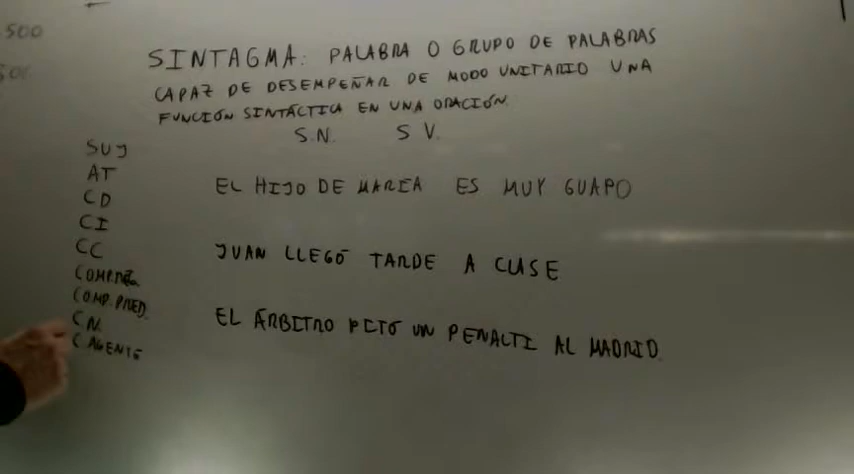 500
SINTAGMA: PALABRA O GRUPO DE PALABRAS
CAPAZ DE DESEMPEÑAR DE MODO UNITARIO UNA
FUNCIÓN SINTÁCTICA EN UNA ORACIÓN.
S.N. S V.
SUJ
AT
CD
CI
CC
COMP.
COMP. PRED.
CN.
C AGENTE
EL HIJO DE MARIA ES MUY GUAPO
JUAN LLEGÓ TARDE A CLASE
EL ÁRBITRO PITÓ UN PENALTI AL MADRID.